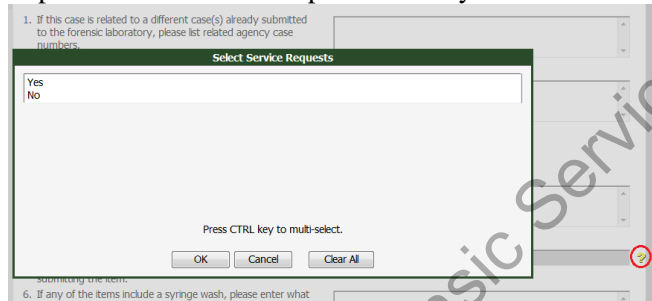 1. If this case is related to a different case(s) already submitted
to the forensic laboratory, please list related agency case
numbers.
Select Service Requests
Yes
No
Press CTRL key to multi-select.
OK Cancel Clear All
?
submitting the item.
6. If any of the items include a syringe wash, please enter what
sic Servic